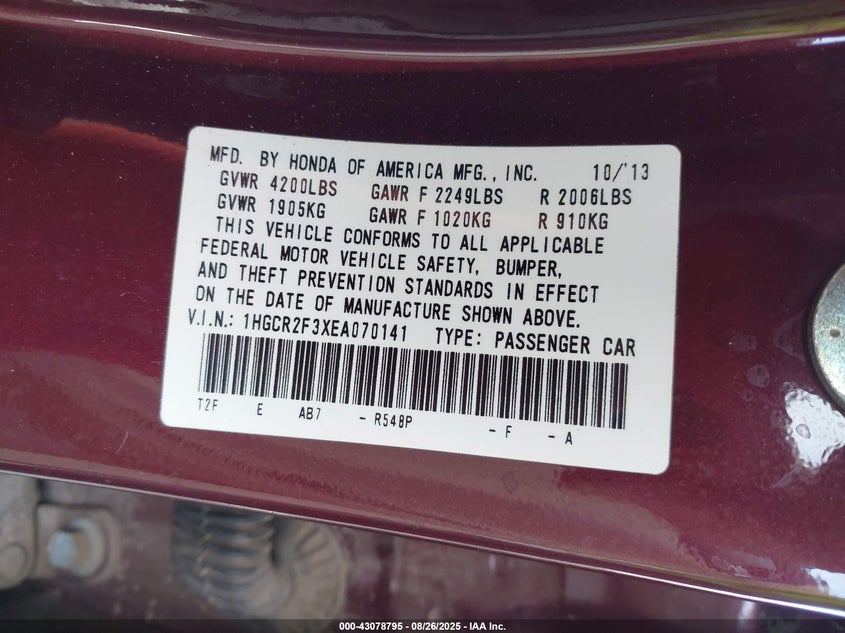 MFD. BY HONDA OF AMERICA MFG., INC. 10/'13
GVWR 4200LBS GAWR F 2249LBS R 2006LBS
GVWR 1905KG GAWR F 1020KG R 910KG
THIS VEHICLE CONFORMS TO ALL APPLICABLE
FEDERAL MOTOR VEHICLE SAFETY, BUMPER,
AND THEFT PREVENTION STANDARDS IN EFFECT
ON THE DATE OF MANUFACTURE SHOWN ABOVE.
V.I.N.: 1HGCR2F3XEA070141 TYPE: PASSENGER CAR
T2F E AB7 - R548P - F - A
000-43078795 - 08/26/2025 - IAA Inc.